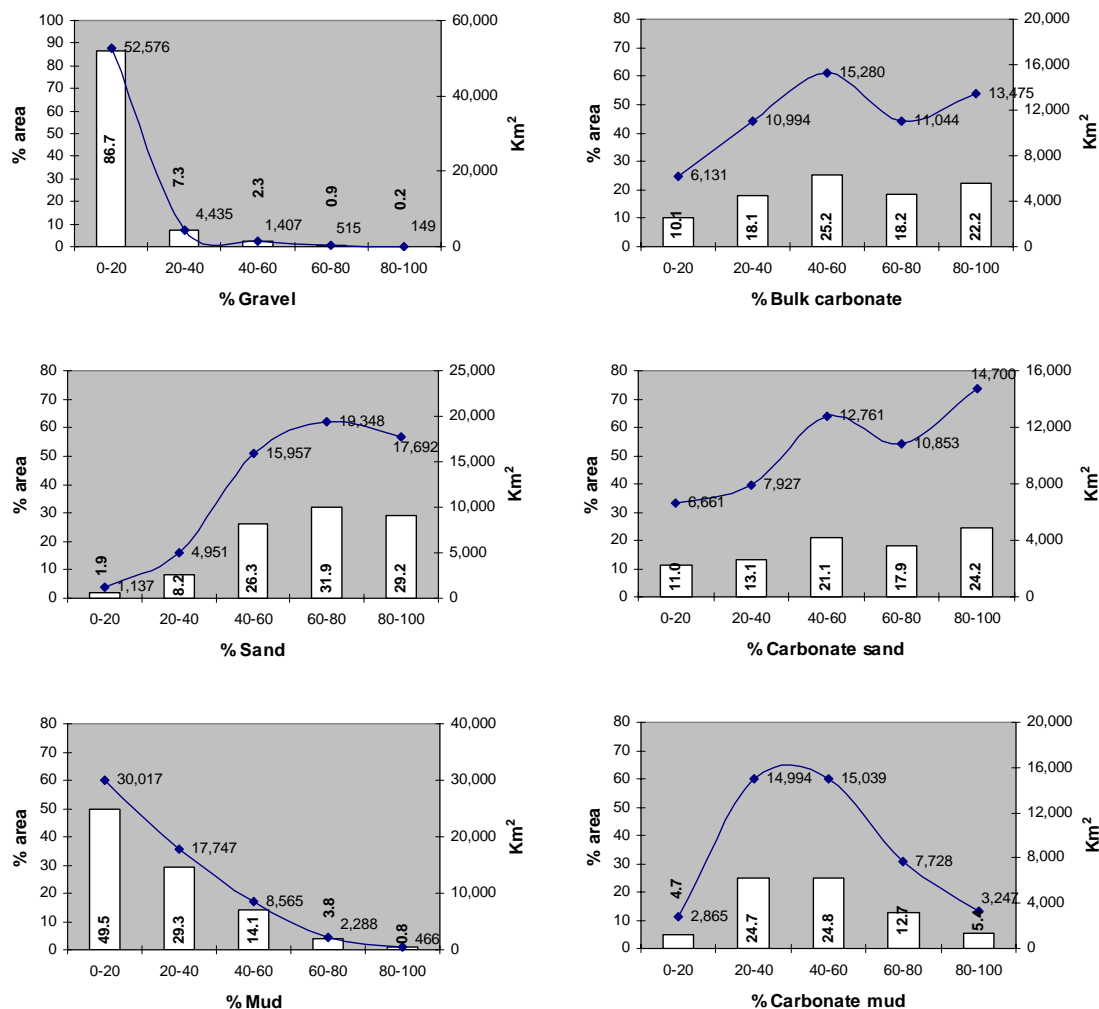 100 90 80 70 60 50 40 30 20 10 0
% area
60,000 40,000 20,000 0
Km²
52,576 4,435 1,407 515 149
86.7 7.3 2.3 0.9 0.2
0-20 20-40 40-60 60-80 80-100
% Gravel
80 70 60 50 40 30 20 10 0
% area
20,000 16,000 12,000 8,000 4,000 0
Km²
6,131 10,994 15,280 11,044 13,475
10.1 18.1 25.2 18.2 22.2
0-20 20-40 40-60 60-80 80-100
% Bulk carbonate
80 70 60 50 40 30 20 10 0
% area
25,000 20,000 15,000 10,000 5,000 0
Km²
1,137 4,951 15,957 19,348 17,692
1.9 8.2 26.3 31.9 29.2
0-20 20-40 40-60 60-80 80-100
% Sand
80 70 60 50 40 30 20 10 0
% area
16,000 12,000 8,000 4,000 0
Km²
6,661 7,927 12,761 10,853 14,700
11.0 13.1 21.1 17.9 24.2
0-20 20-40 40-60 60-80 80-100
% Carbonate sand
80 70 60 50 40 30 20 10 0
% area
40,000 30,000 20,000 10,000 0
Km²
30,017 17,747 8,565 2,288 466
49.5 29.3 14.1 3.8 0.8
0-20 20-40 40-60 60-80 80-100
% Mud
80 70 60 50 40 30 20 10 0
% area
20,000 16,000 12,000 8,000 4,000 0
Km²
2,865 14,994 15,039 7,728 3,247
4.7 24.7 24.8 12.7 5.4
0-20 20-40 40-60 60-80 80-100
% Carbonate mud